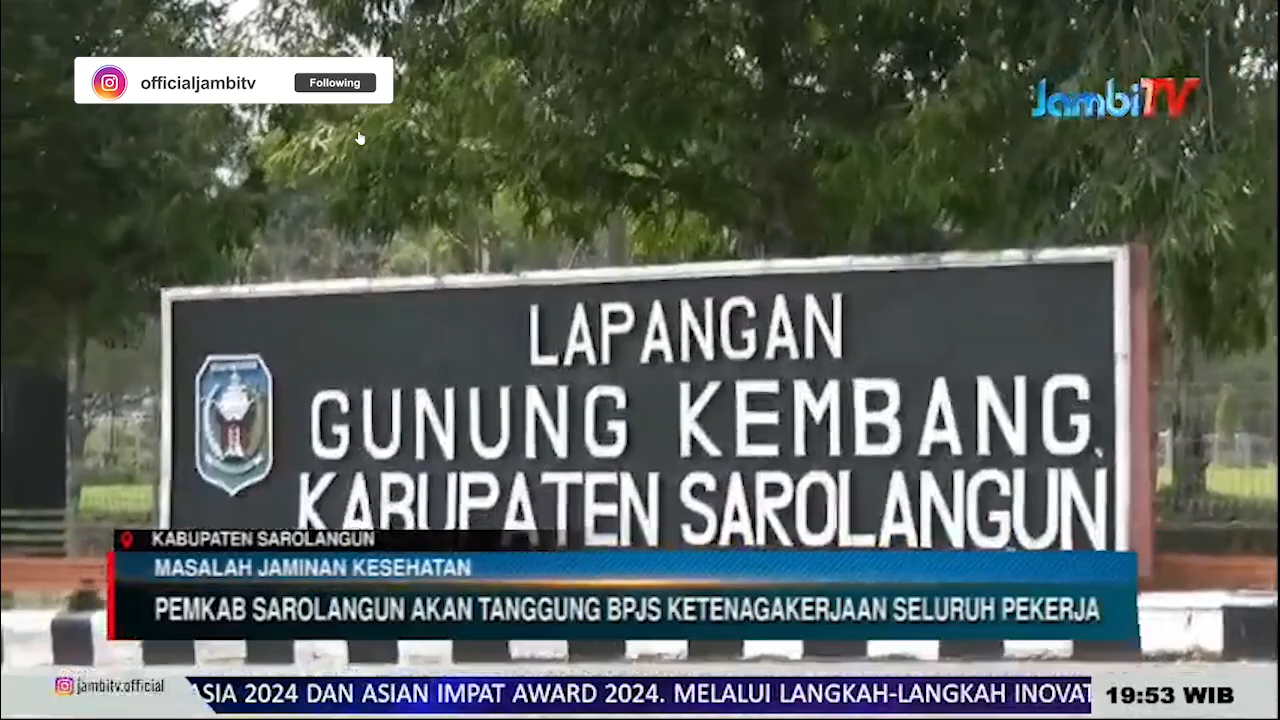 officialjambitv Following
JambiTV
LAPANGAN
GUNUNG KEMBANG
KABUPATEN SAROLANGUN
KABUPATEN SAROLANGUN
MASALAH JAMINAN KESEHATAN
PEMKAB SAROLANGUN AKAN TANGGUNG BPJS KETENAGAKERJAAN SELURUH PEKERJA
jambitv.official
ASIA 2024 DAN ASIAN IMPAT AWARD 2024. MELALUI LANGKAH-LANGKAH INOVAT
19:53 WIB